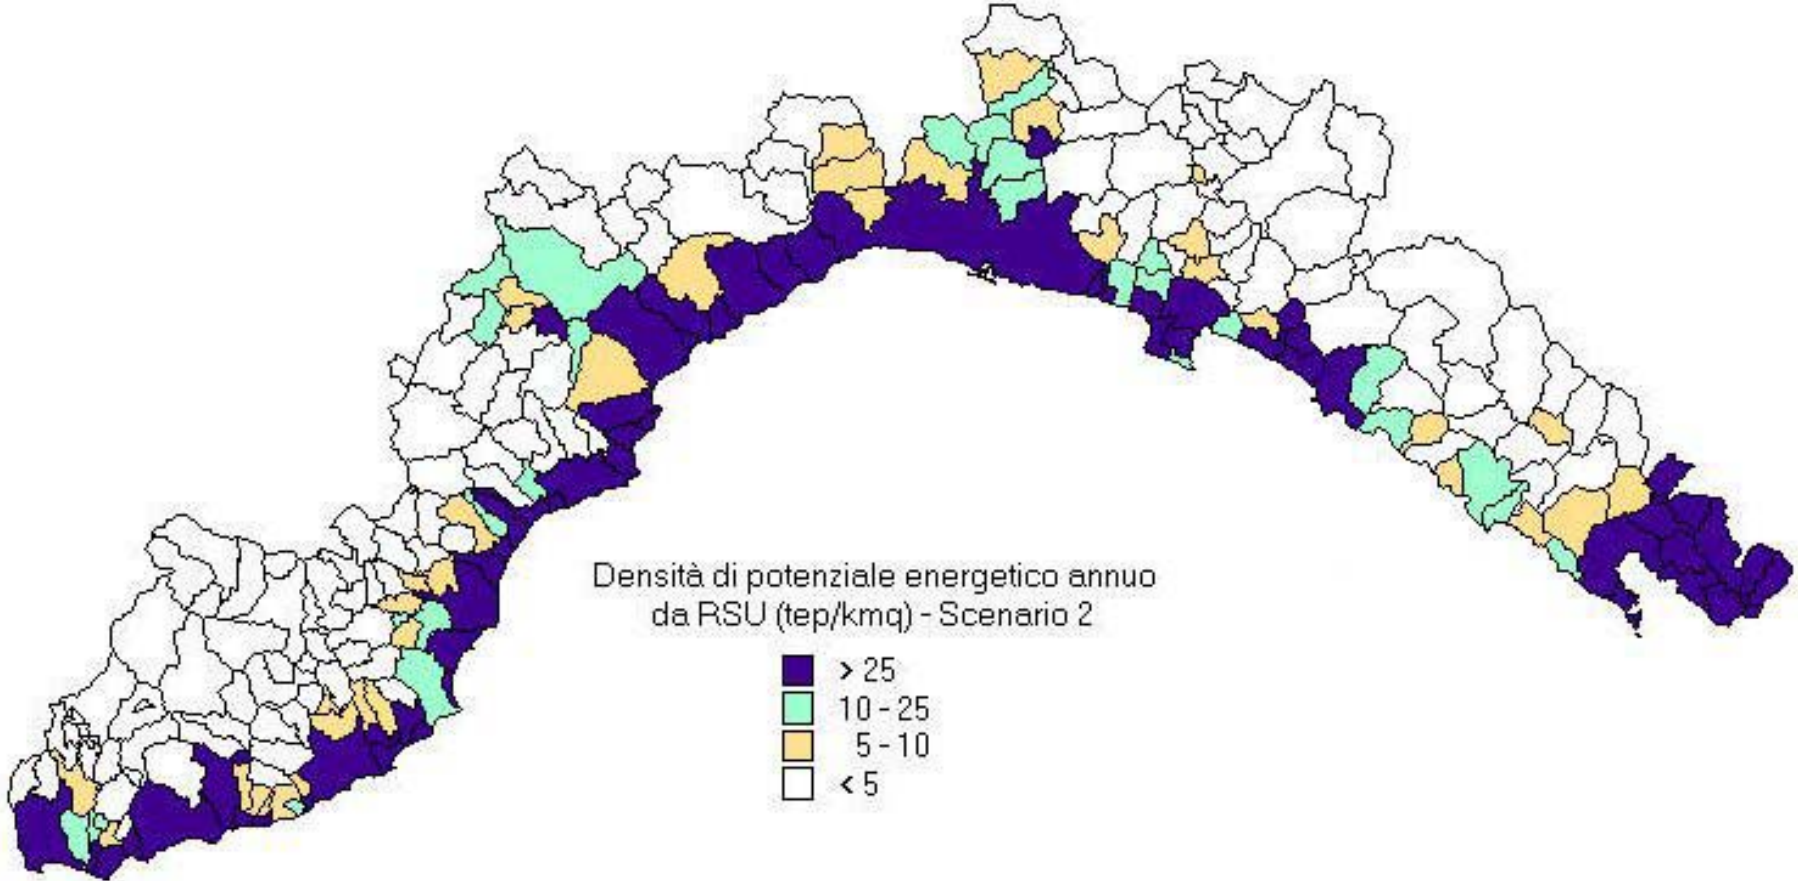 Densità di potenziale energetico annuo
da RSU (tep/kmq) - Scenario 2
> 25
10 - 25
5 - 10
< 5